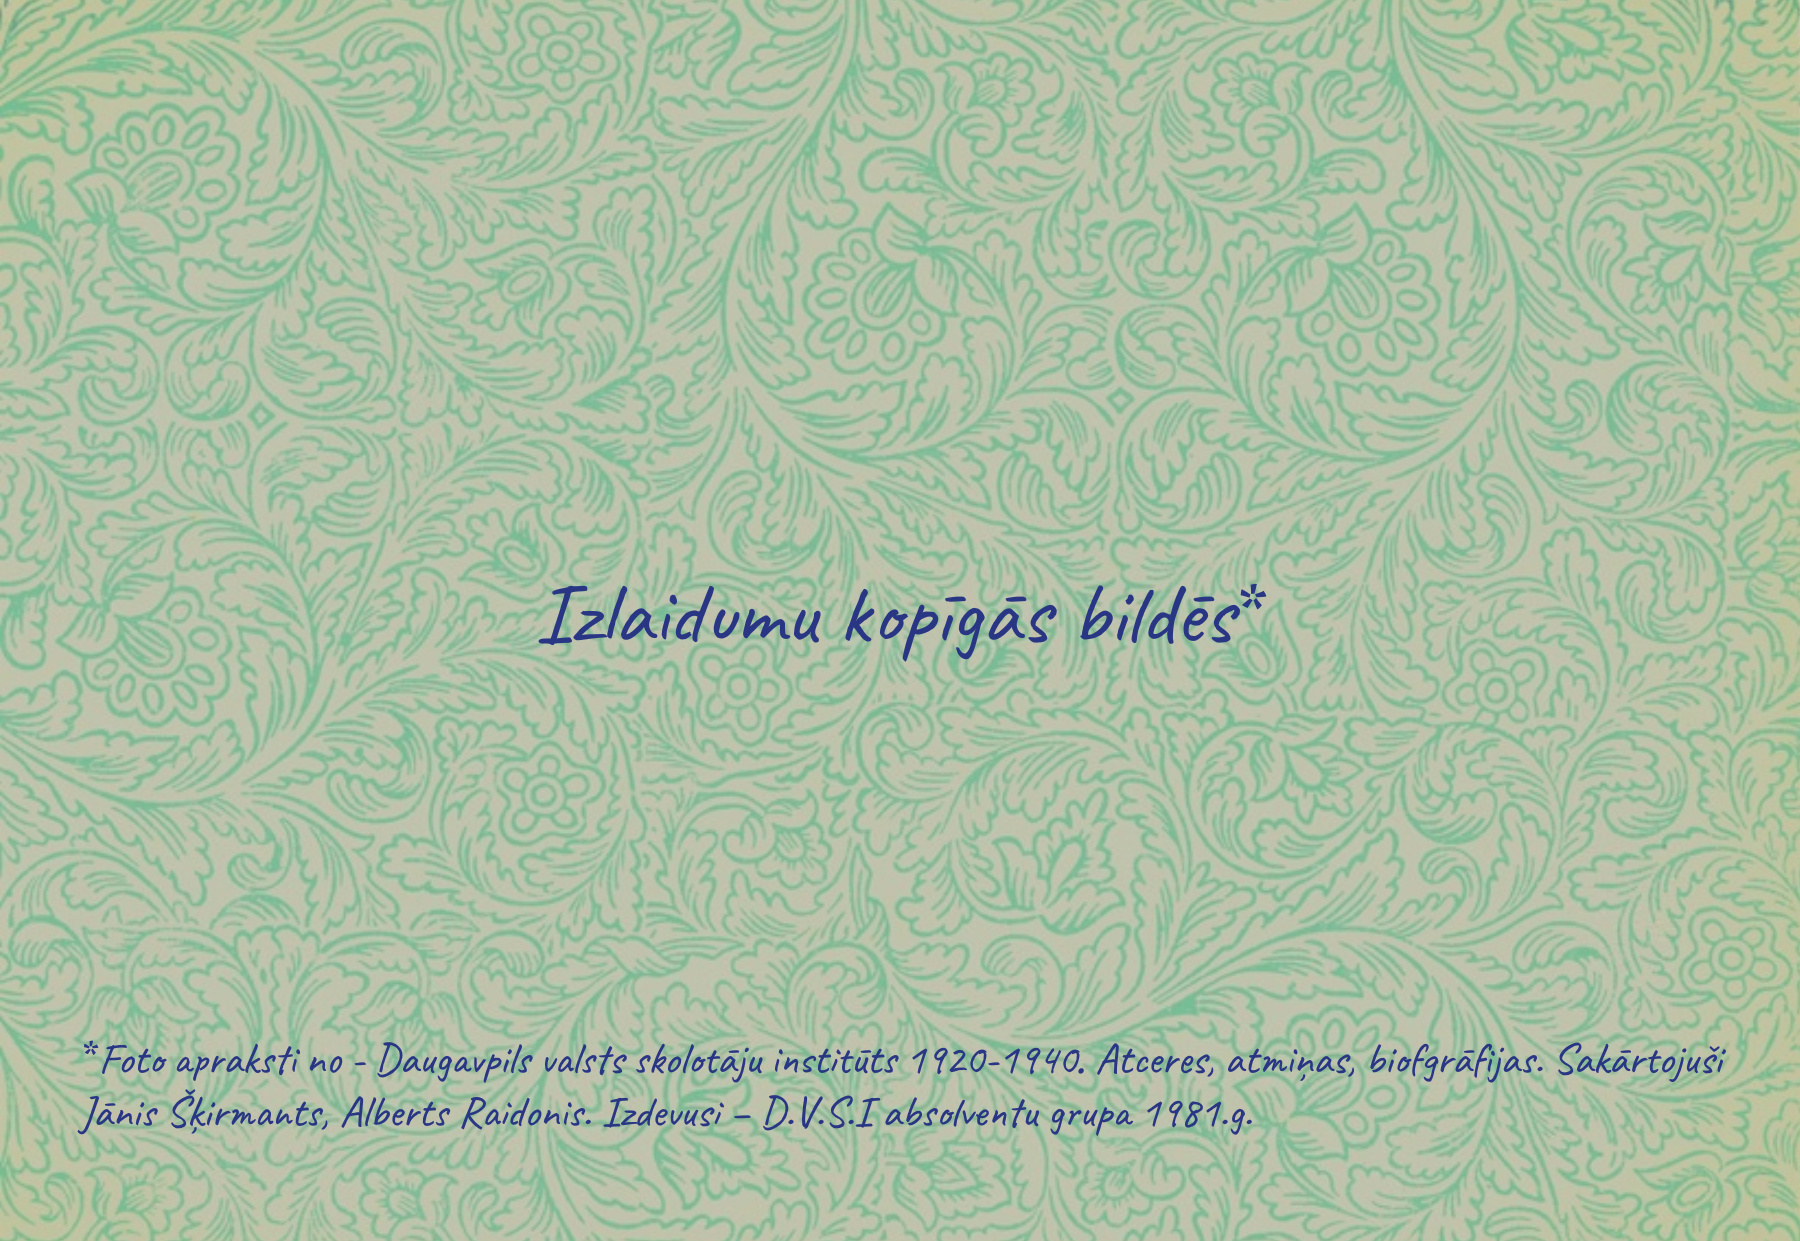 Izlaidumu kopīgās bildēs*
*Foto apraksti no - Daugavpils valsts skolotāju institūts 1920-1940. Atceres, atmiņas, biofgrāfijas. Sakārtojuši
Jānis Šķirmants, Alberts Raidonis. Izdevusi – D.V.S.I absolventu grupa 1981.g.